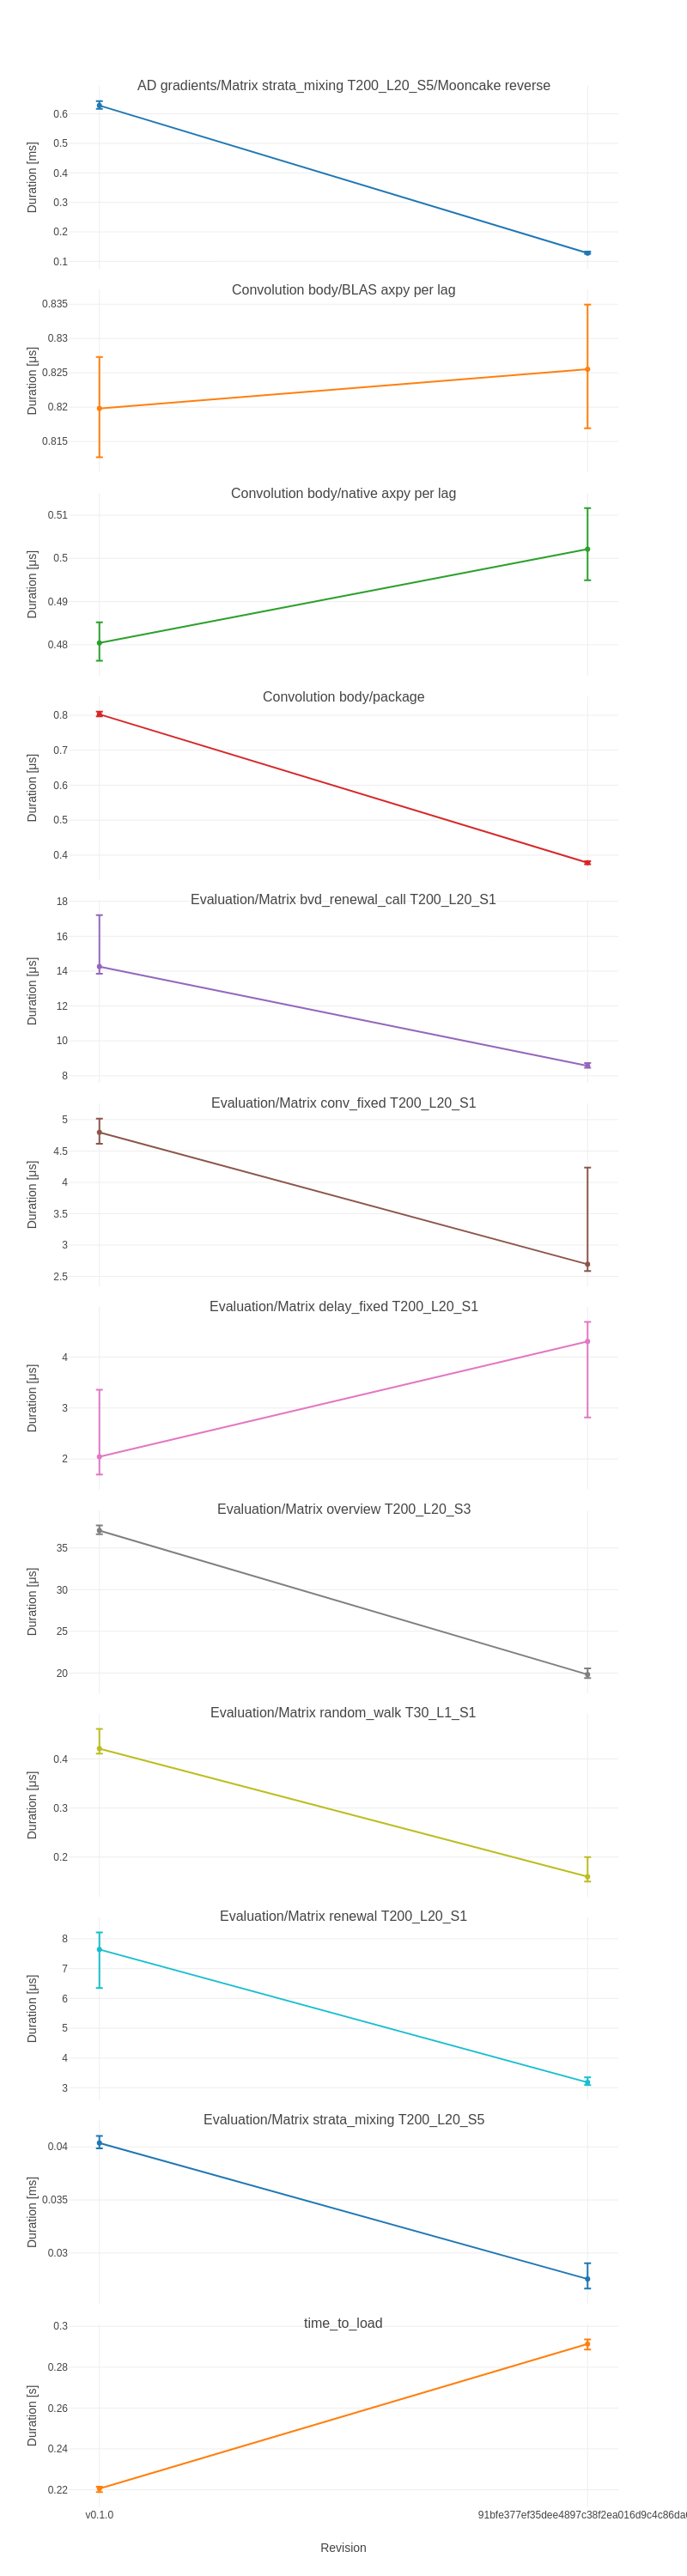 AD gradients/Matrix strata_mixing T200_L20_S5/Mooncake reverse
Duration [ms]
0.6
0.5
0.4
0.3
0.2
0.1
Convolution body/BLAS axpy per lag
Duration [μs]
0.835
0.83
0.825
0.82
0.815
Convolution body/native axpy per lag
Duration [μs]
0.51
0.5
0.49
0.48
Convolution body/package
Duration [μs]
0.8
0.7
0.6
0.5
0.4
Evaluation/Matrix bvd_renewal_call T200_L20_S1
Duration [μs]
18
16
14
12
10
8
Evaluation/Matrix conv_fixed T200_L20_S1
Duration [μs]
5
4.5
4
3.5
3
2.5
Evaluation/Matrix delay_fixed T200_L20_S1
Duration [μs]
4
3
2
Evaluation/Matrix overview T200_L20_S3
Duration [μs]
35
30
25
20
Evaluation/Matrix random_walk T30_L1_S1
Duration [μs]
0.4
0.3
0.2
Evaluation/Matrix renewal T200_L20_S1
Duration [μs]
8
7
6
5
4
3
Evaluation/Matrix strata_mixing T200_L20_S5
Duration [ms]
0.04
0.035
0.03
time_to_load
Duration [s]
0.3
0.28
0.26
0.24
0.22
v0.1.0
Revision